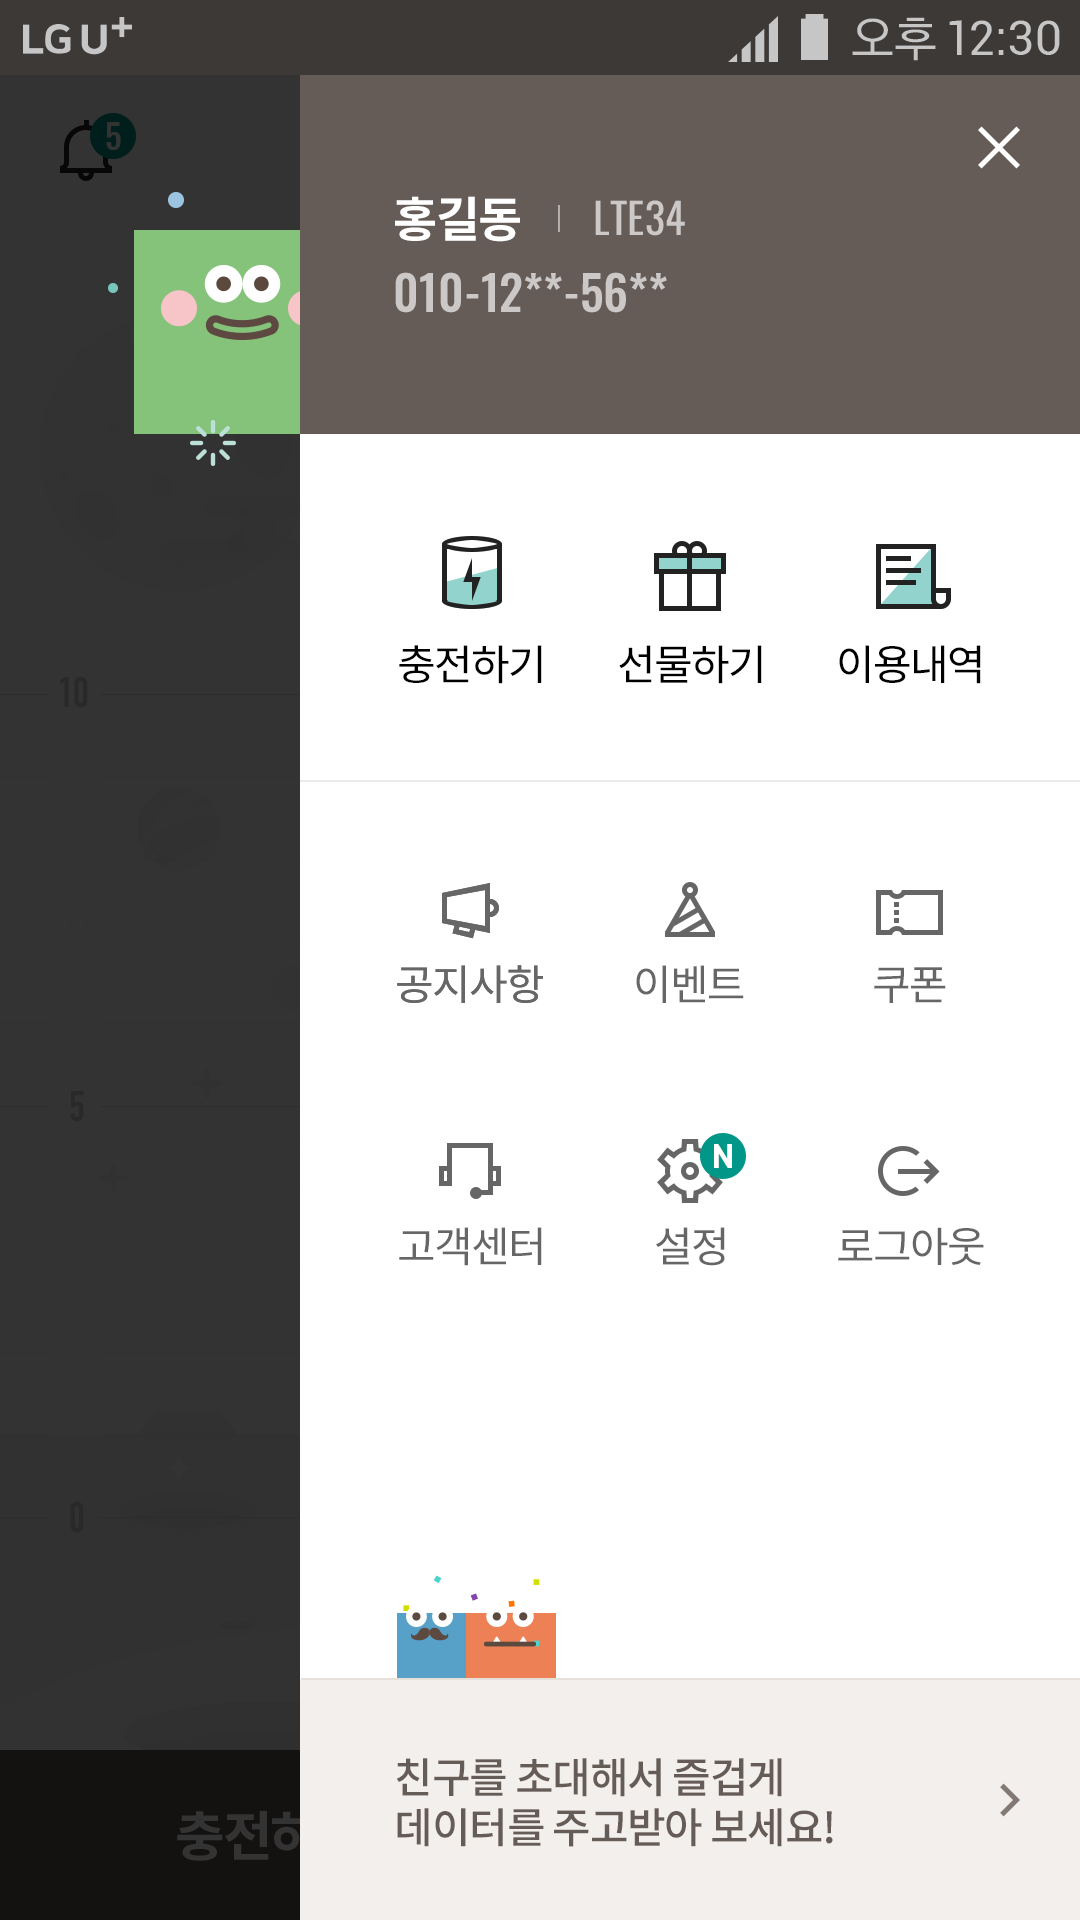 LG U+ 오후 12:30
5
홍길동 LTE34
010-12**-56**
충전하기 선물하기 이용내역
10
공지사항 이벤트 쿠폰
5
N
고객센터 설정 로그아웃
0
친구를 초대해서 즐겁게
데이터를 주고받아 보세요!
충전하